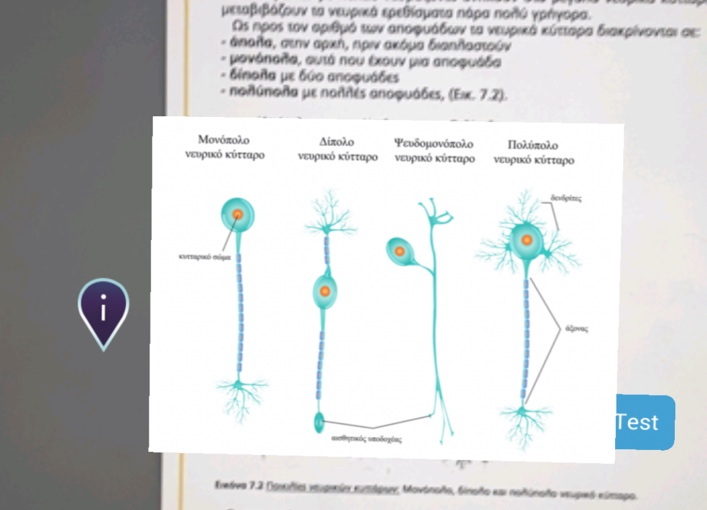 μεταβιβάζουν τα νευρικά ερεθίσματα πάρα πολύ γρήγορα.
Ως προς τον αριθμό των αποφυάδων τα νευρικά κύτταρα διακρίνονται σε:
- άπολα, στην αρχή, πριν ακόμα διαπλαστούν
- μονόπολα, αυτά που έχουν μια αποφυάδα
- δίπολα με δύο αποφυάδες
- πολύπολα με πολλές αποφυάδες, (Εικ. 7.2).
Μονόπολο
νευρικό κύτταρο
Δίπολο
νευρικό κύτταρο
Ψευδομονόπολο
νευρικό κύτταρο
Πολύπολο
νευρικό κύτταρο
δενδρίτες
κυτταρικό σώμα
i
άξονας
αισθητικός υποδοχέας
Test
Εικόνα 7.2 Ποικιλίες νευρικών κυττάρων: Μονόπολο, δίπολο και πολύπολο νευρικό κύτταρο.